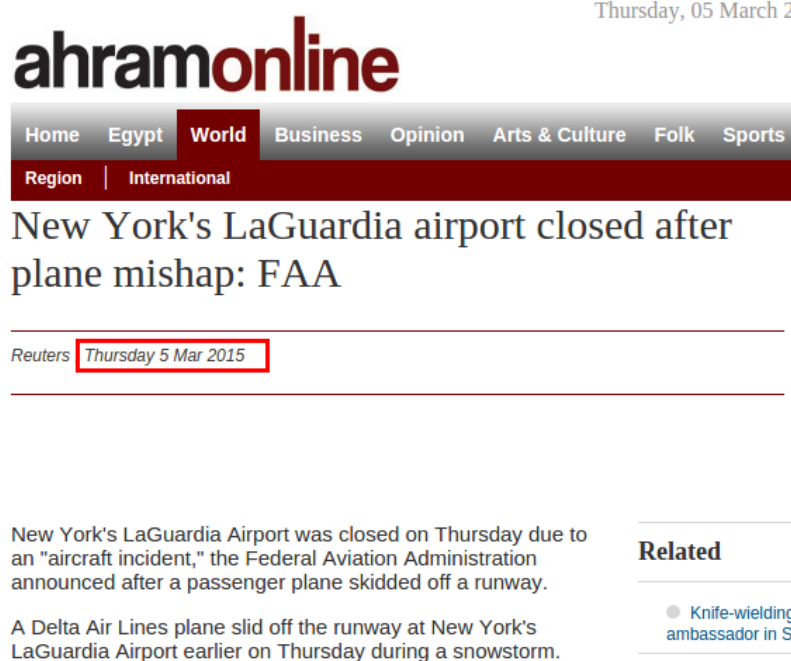 Thursday, 05 March 2
ahramonline
Home Egypt World Business Opinion Arts & Culture Folk Sports
Region | International
New York's LaGuardia airport closed after
plane mishap: FAA
Reuters Thursday 5 Mar 2015
New York's LaGuardia Airport was closed on Thursday due to
an "aircraft incident," the Federal Aviation Administration
announced after a passenger plane skidded off a runway.
A Delta Air Lines plane slid off the runway at New York's
LaGuardia Airport earlier on Thursday during a snowstorm.
Related
Knife-wielding
ambassador in S